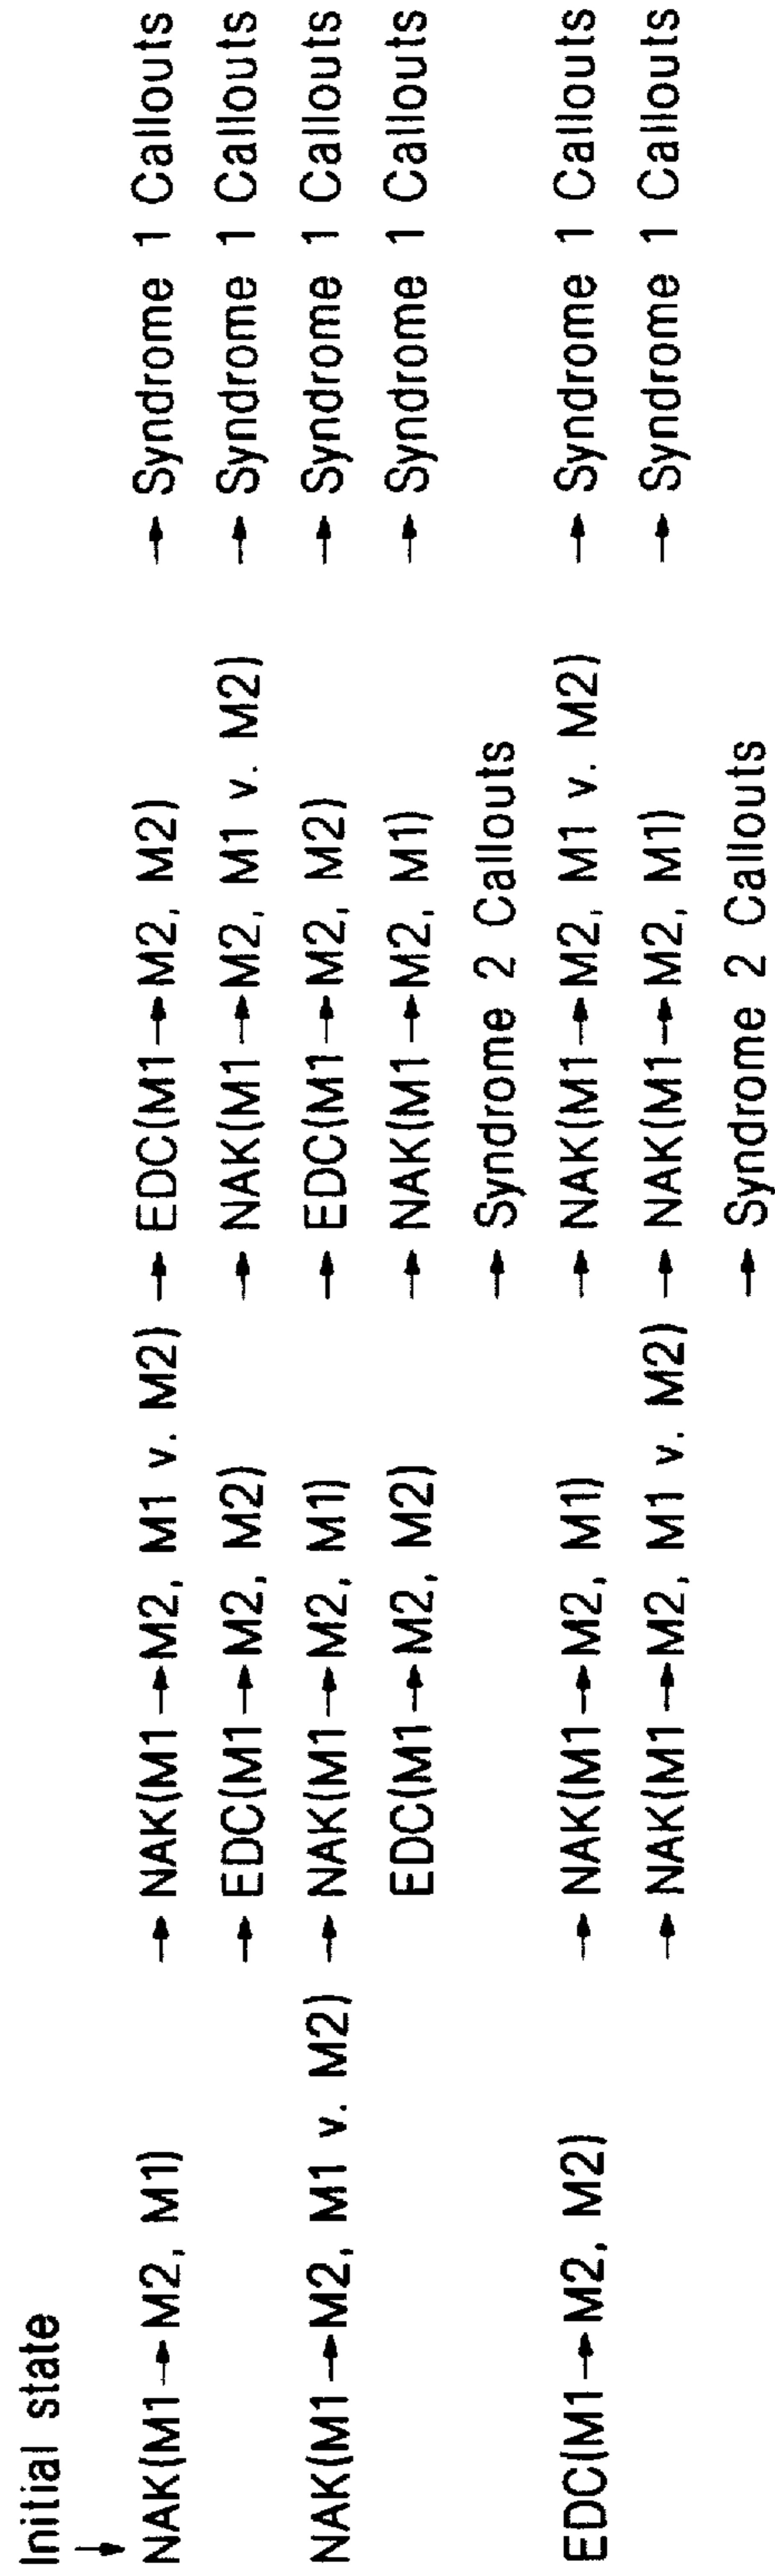 Initial state
↓
NAK(M1→M2, M1) → NAK(M1→M2, M1 v. M2) → EDC(M1→M2, M2) → Syndrome 1 Callouts
→ EDC(M1→M2, M2) → NAK(M1→M2, M1 v. M2) → Syndrome 1 Callouts
NAK(M1→M2, M1 v. M2) → NAK(M1→M2, M1) → EDC(M1→M2, M2) → Syndrome 1 Callouts
EDC(M1→M2, M2) → NAK(M1→M2, M1) → Syndrome 1 Callouts
→ Syndrome 2 Callouts
EDC(M1→M2, M2) → NAK(M1→M2, M1) → NAK(M1→M2, M1 v. M2) → Syndrome 1 Callouts
→ NAK(M1→M2, M1 v. M2) → NAK(M1→M2, M1) → Syndrome 1 Callouts
→ Syndrome 2 Callouts